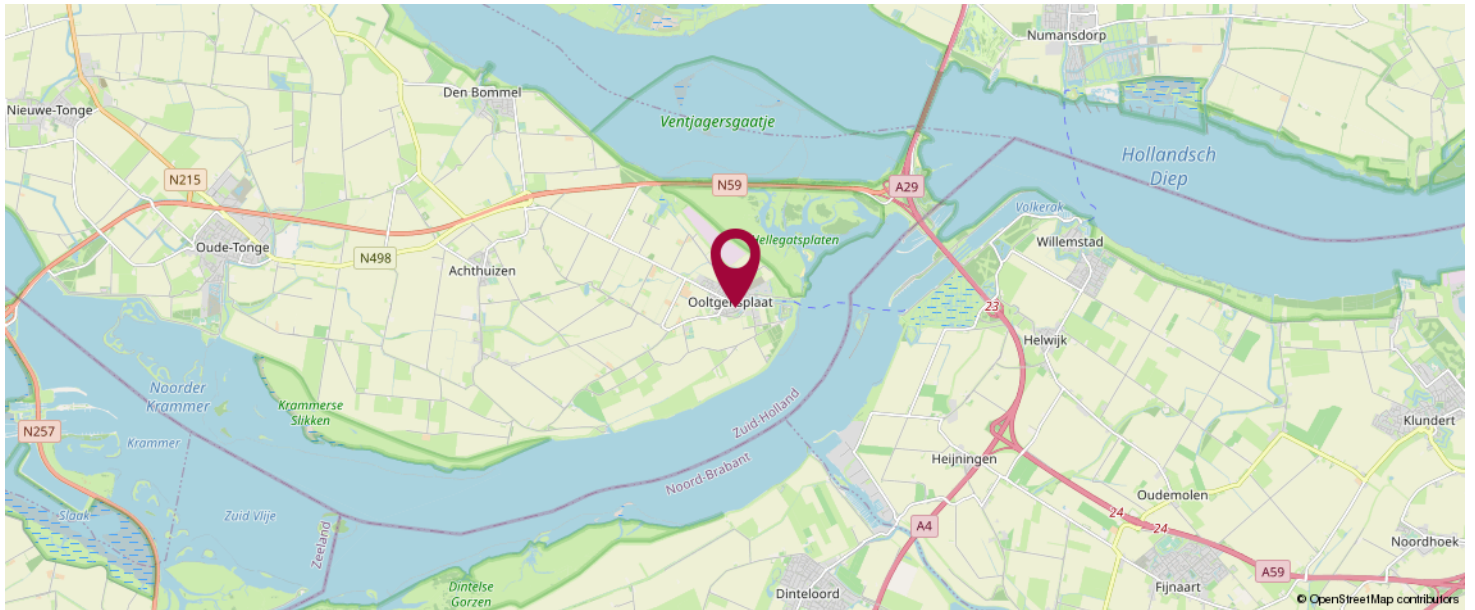 Numansdorp
Den Bommel
Nieuwe-Tonge
Ventjagersgaatje
Hollandsch
Diep
N215
N59
A29
Volkerak
Oude-Tonge
Hellegatsplaten
Willemstad
N498
Achthuizen
Ooltgensplaat
23
Helwijk
Noorder
Krammer
Krammerse
Slikken
Zuid-Holland
Klundert
N257
Krammer
Noord-Brabant
Heijningen
Oudemolen
Slaak
Zuid Vlije
Zeeland
24
24
A4
Noordhoek
Dintelse
Gorzen
Dinteloord
Fijnaart
A59
© OpenStreetMap contributors